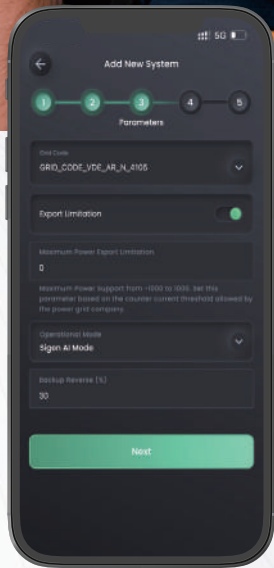 5G
Add New System
1 2 3 4 5
Parameters
Grid Code
GRID_CODE_VDE_AR_N_4105
Export Limitation
Maximum Power Export Limitation
0
Maximum Power Support from -1000 to 1000. Set this
parameter based on the counter current threshold allowed by
the power grid company.
Operational Mode
Sigen AI Mode
Backup Reverse (%)
30
Next